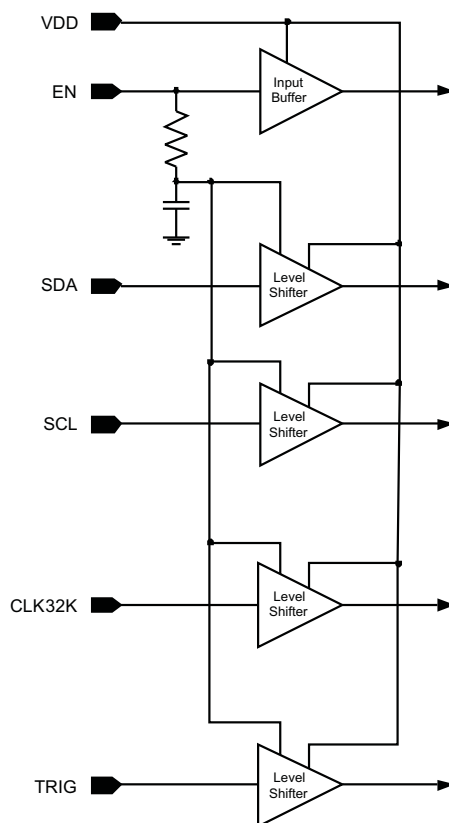 VDD
EN
Input
Buffer
SDA
Level
Shifter
SCL
Level
Shifter
CLK32K
Level
Shifter
TRIG
Level
Shifter